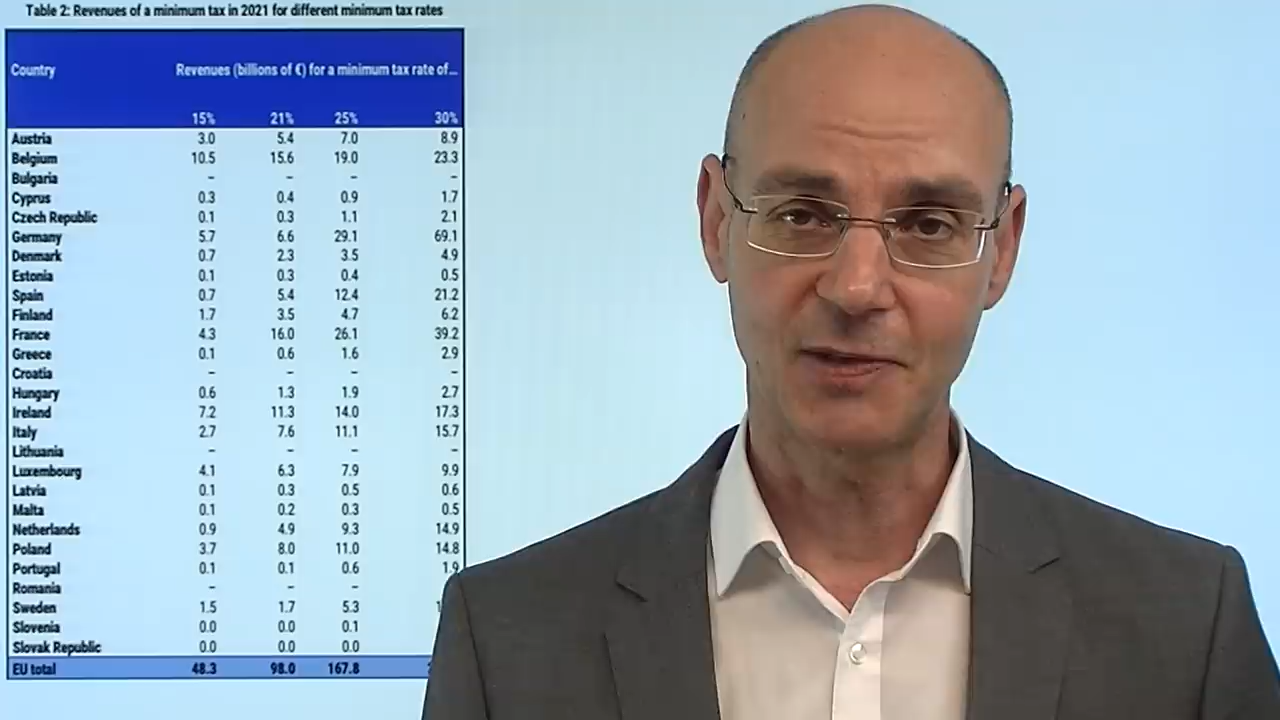 Table 2: Revenues of a minimum tax in 2021 for different minimum tax rates
Country Revenues (billions of €) for a minimum tax rate of...
15% 21% 25% 30%
Austria 3.0 5.4 7.0 8.9
Belgium 10.5 15.6 19.0 23.3
Bulgaria – – – –
Cyprus 0.3 0.4 0.9 1.7
Czech Republic 0.1 0.3 1.1 2.1
Germany 5.7 6.6 29.1 69.1
Denmark 0.7 2.3 3.5 4.9
Estonia 0.1 0.3 0.4 0.5
Spain 0.7 5.4 12.4 21.2
Finland 1.7 3.5 4.7 6.2
France 4.3 16.0 26.1 39.2
Greece 0.1 0.6 1.6 2.9
Croatia – – – –
Hungary 0.6 1.3 1.9 2.7
Ireland 7.2 11.3 14.0 17.3
Italy 2.7 7.6 11.1 15.7
Lithuania – – – –
Luxembourg 4.1 6.3 7.9 9.9
Latvia 0.1 0.3 0.5 0.6
Malta 0.1 0.2 0.3 0.5
Netherlands 0.9 4.9 9.3 14.9
Poland 3.7 8.0 11.0 14.8
Portugal 0.1 0.1 0.6 1.9
Romania – – –
Sweden 1.5 1.7 5.3
Slovenia 0.0 0.0 0.1
Slovak Republic 0.0 0.0 0.0
EU total 48.3 98.0 167.8